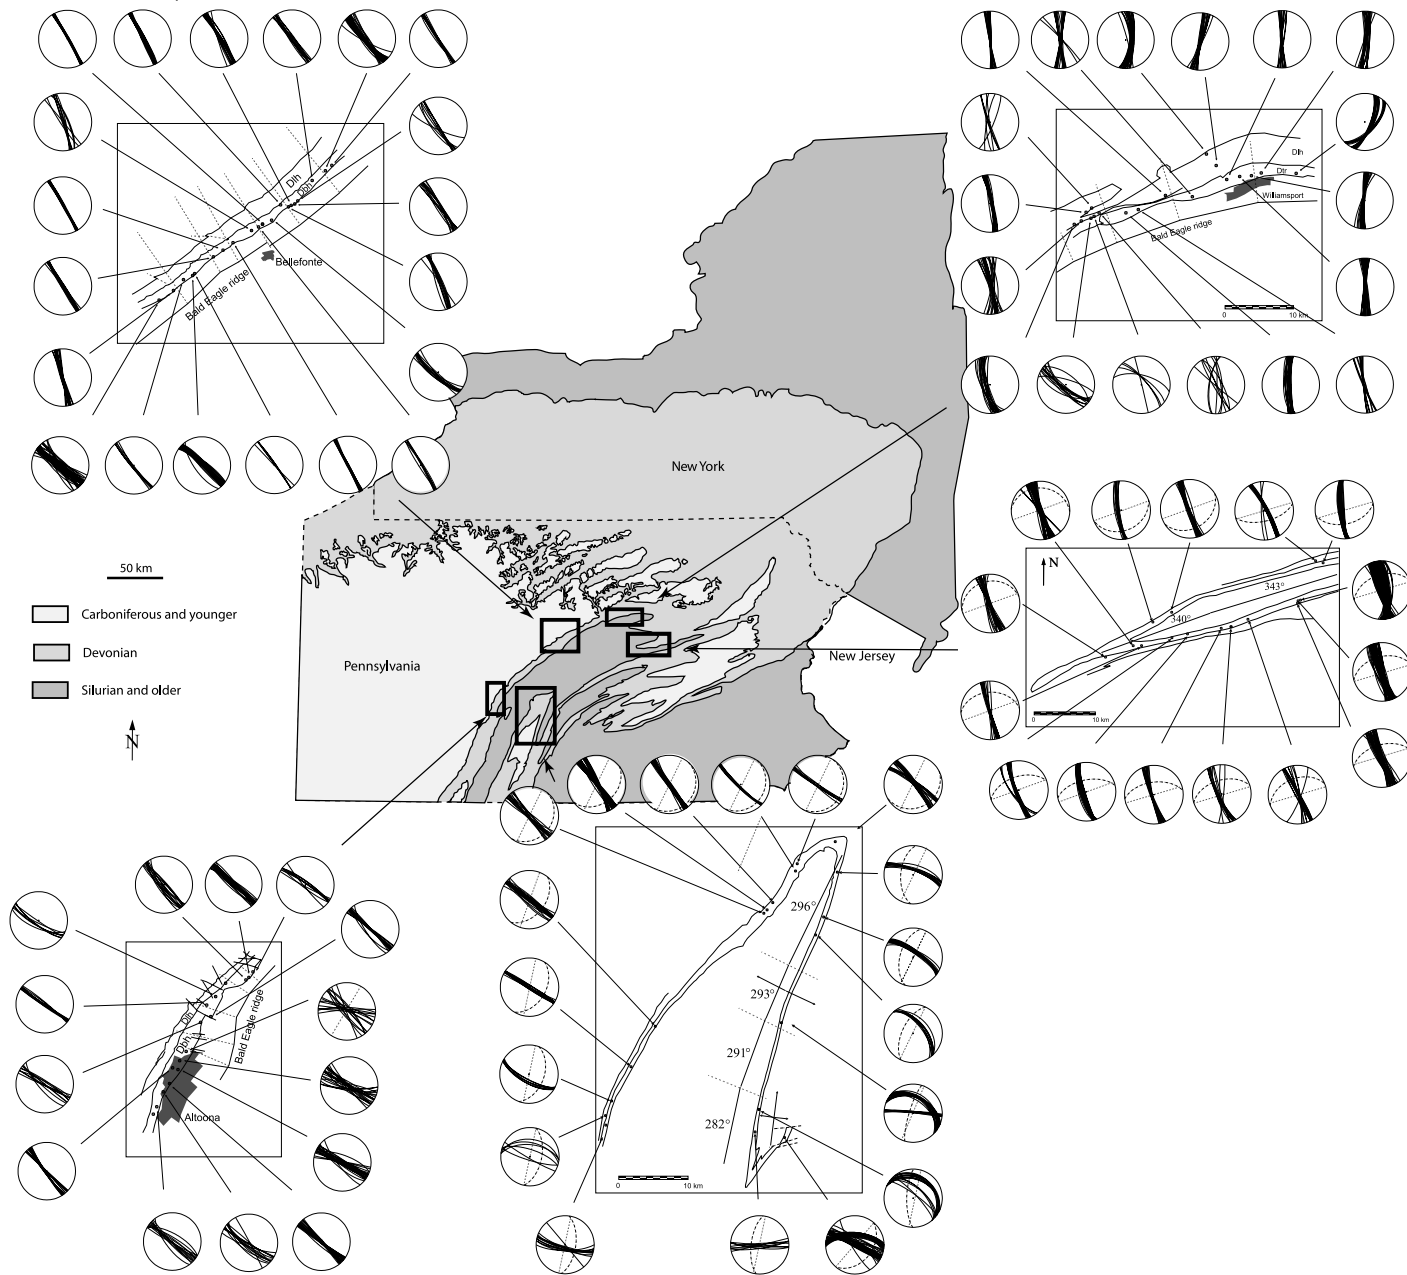 Dlh
Dbh
Bellefonte
Bald Eagle ridge
Dlh
Dtr
Williamsport
Bald Eagle ridge
0 10 km
New York
N
343°
340°
0 10 km
50 km
Carboniferous and younger
Devonian
Silurian and older
N
Pennsylvania
New Jersey
Dlh
Dbh
Bald Eagle ridge
Altoona
296°
293°
291°
282°
0 10 km